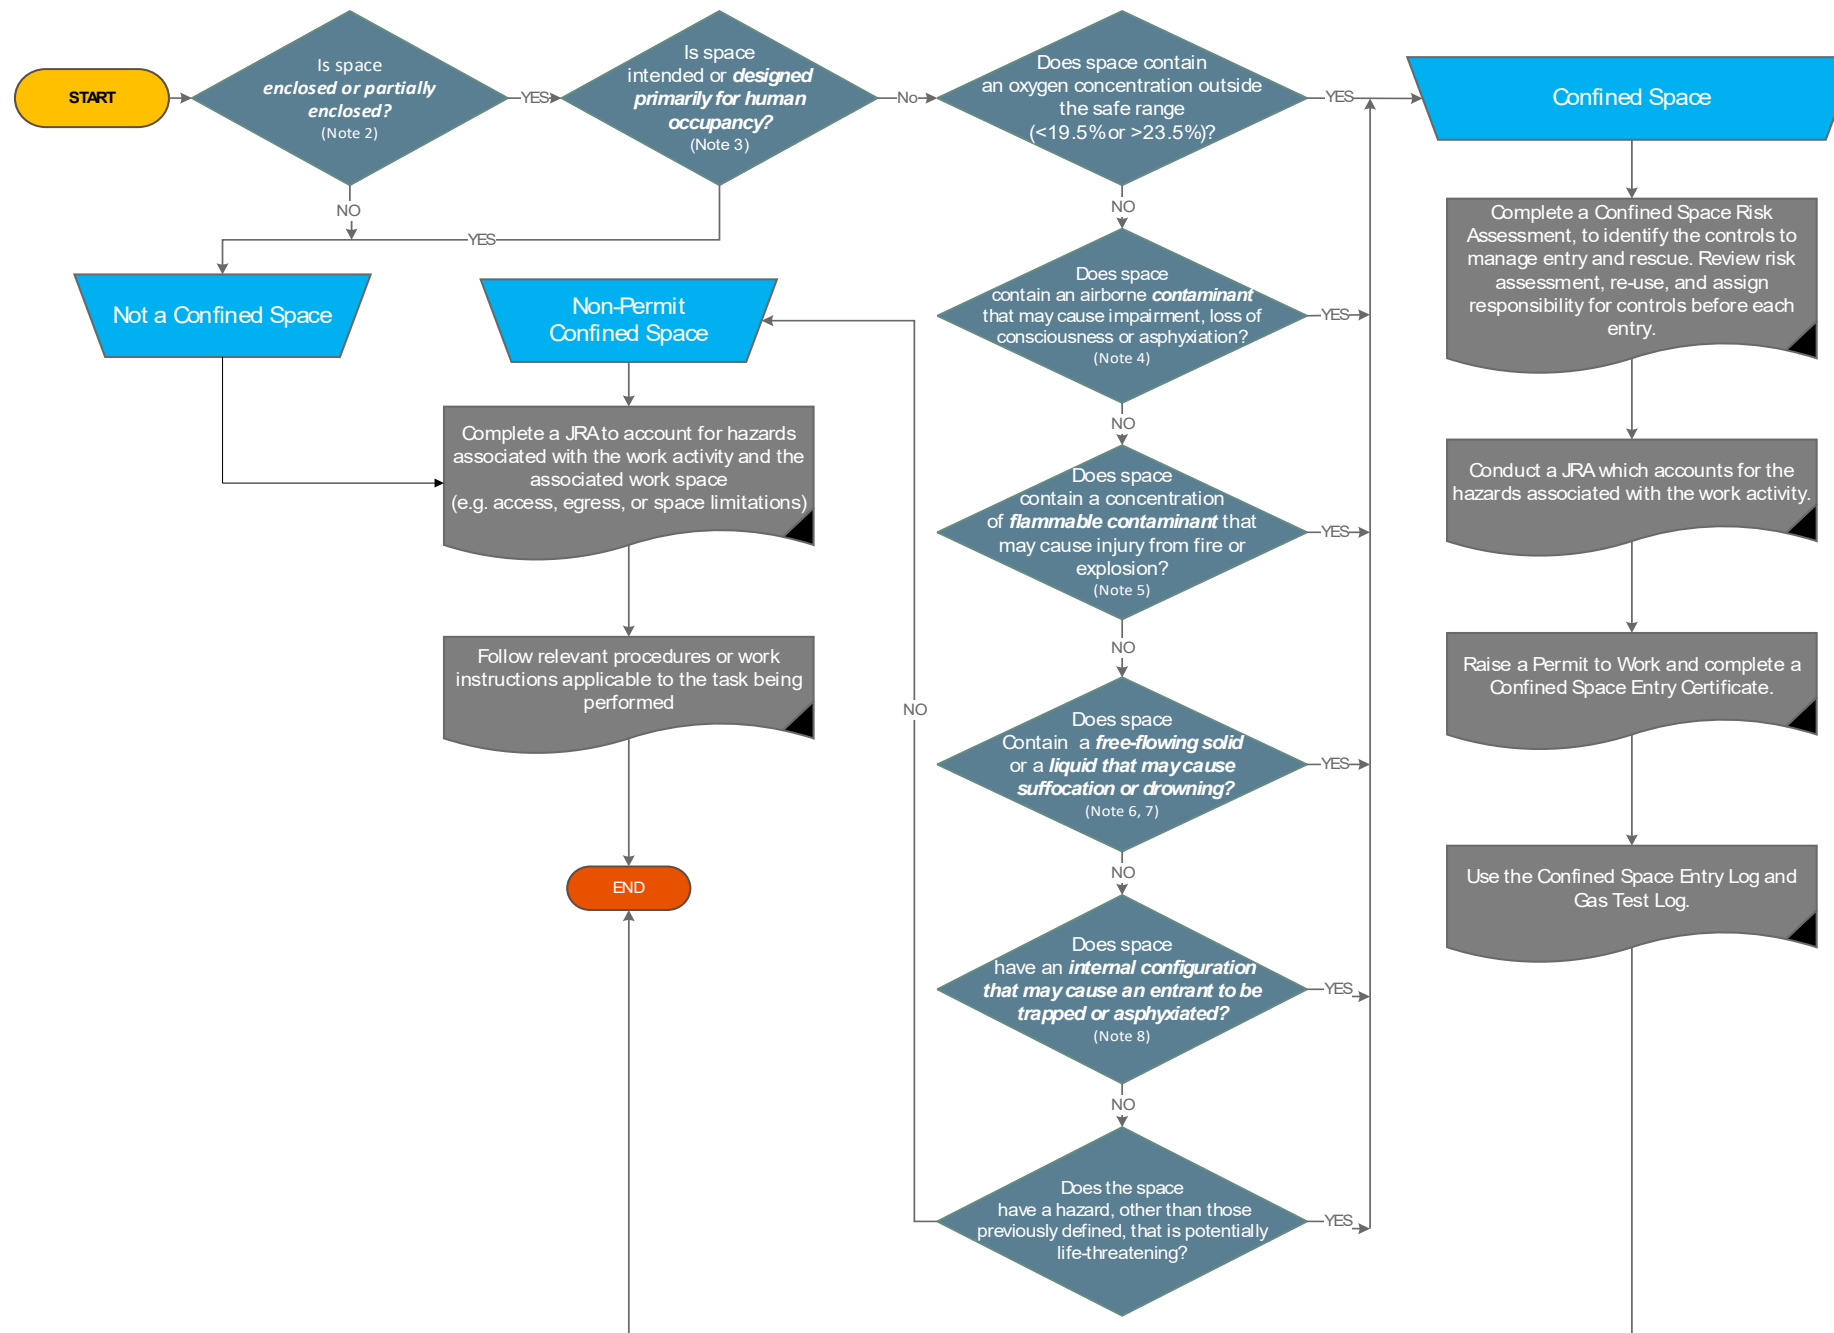 START
Is space
enclosed or partially
enclosed?
(Note 2)
YES
NO
Is space
intended or designed
primarily for human
occupancy?
(Note 3)
No
YES
Does space contain
an oxygen concentration outside
the safe range
(<19.5% or >23.5%)?
YES
NO
Confined Space
Complete a Confined Space Risk
Assessment, to identify the controls to
manage entry and rescue. Review risk
assessment, re-use, and assign
responsibility for controls before each
entry.
Not a Confined Space
Non-Permit
Confined Space
Does space
contain an airborne contaminant
that may cause impairment, loss of
consciousness or asphyxiation?
(Note 4)
YES
NO
Complete a JRA to account for hazards
associated with the work activity and the
associated work space
(e.g. access, egress, or space limitations)
Does space
contain a concentration
of flammable contaminant that
may cause injury from fire or
explosion?
(Note 5)
YES
NO
Conduct a JRA which accounts for the
hazards associated with the work activity.
Follow relevant procedures or work
instructions applicable to the task being
performed
NO
Does space
Contain a free-flowing solid
or a liquid that may cause
suffocation or drowning?
(Note 6, 7)
YES
NO
Raise a Permit to Work and complete a
Confined Space Entry Certificate.
END
Does space
have an internal configuration
that may cause an entrant to be
trapped or asphyxiated?
(Note 8)
YES
NO
Use the Confined Space Entry Log and
Gas Test Log.
Does the space
have a hazard, other than those
previously defined, that is potentially
life-threatening?
YES